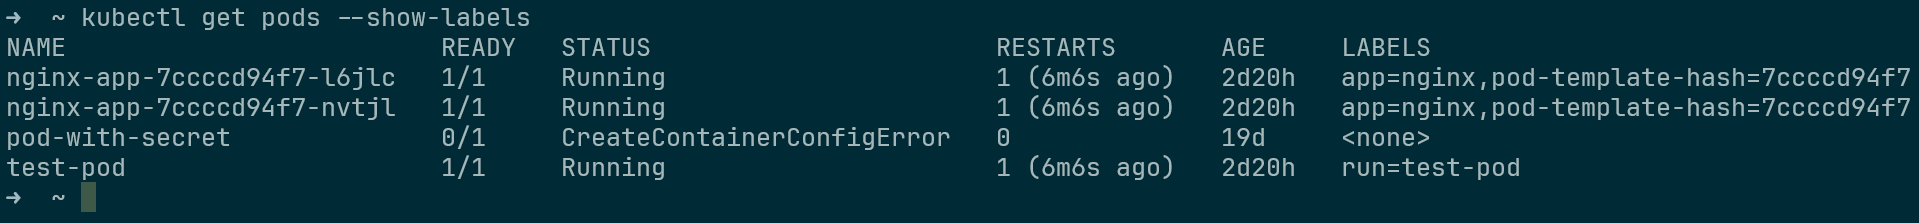 ➜  ~ kubectl get pods --show-labels
NAME                         READY   STATUS                       RESTARTS       AGE     LABELS
nginx-app-7ccccd94f7-l6jlc   1/1     Running                      1 (6m6s ago)   2d20h   app=nginx,pod-template-hash=7ccccd94f7
nginx-app-7ccccd94f7-nvtjl   1/1     Running                      1 (6m6s ago)   2d20h   app=nginx,pod-template-hash=7ccccd94f7
pod-with-secret              0/1     CreateContainerConfigError   0              19d     <none>
test-pod                     1/1     Running                      1 (6m6s ago)   2d20h   run=test-pod
➜  ~